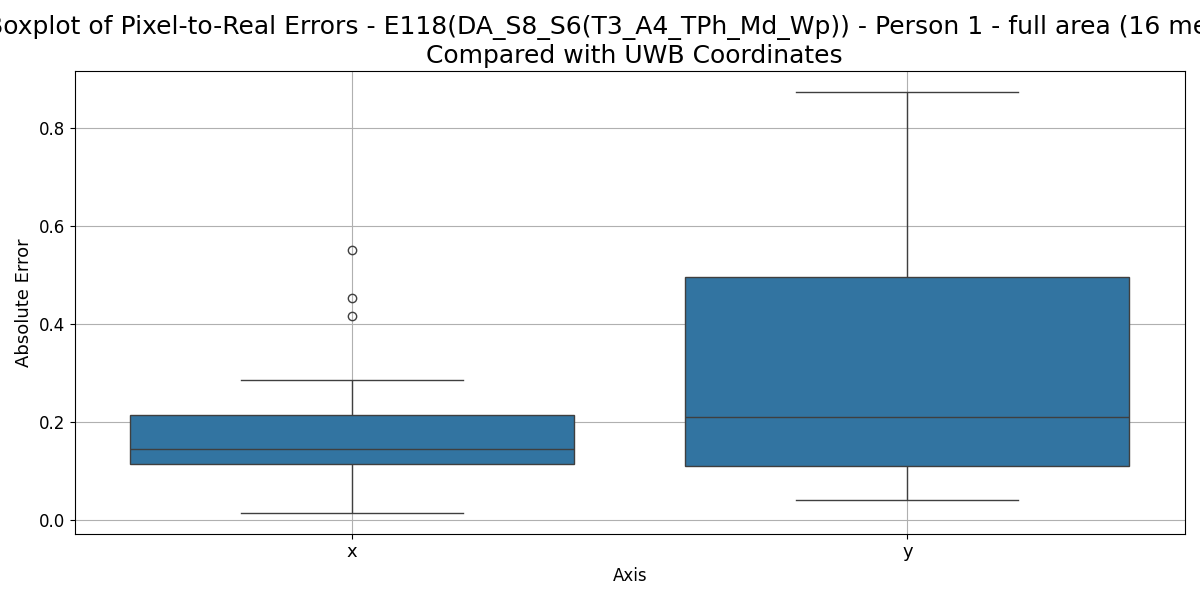 oxplot of Pixel-to-Real Errors - E118(DA_S8_S6(T3_A4_TPh_Md_Wp)) - Person 1 - full area (16 me
Compared with UWB Coordinates
0.8
0.6
0.4
0.2
0.0
Absolute Error
x
y
Axis